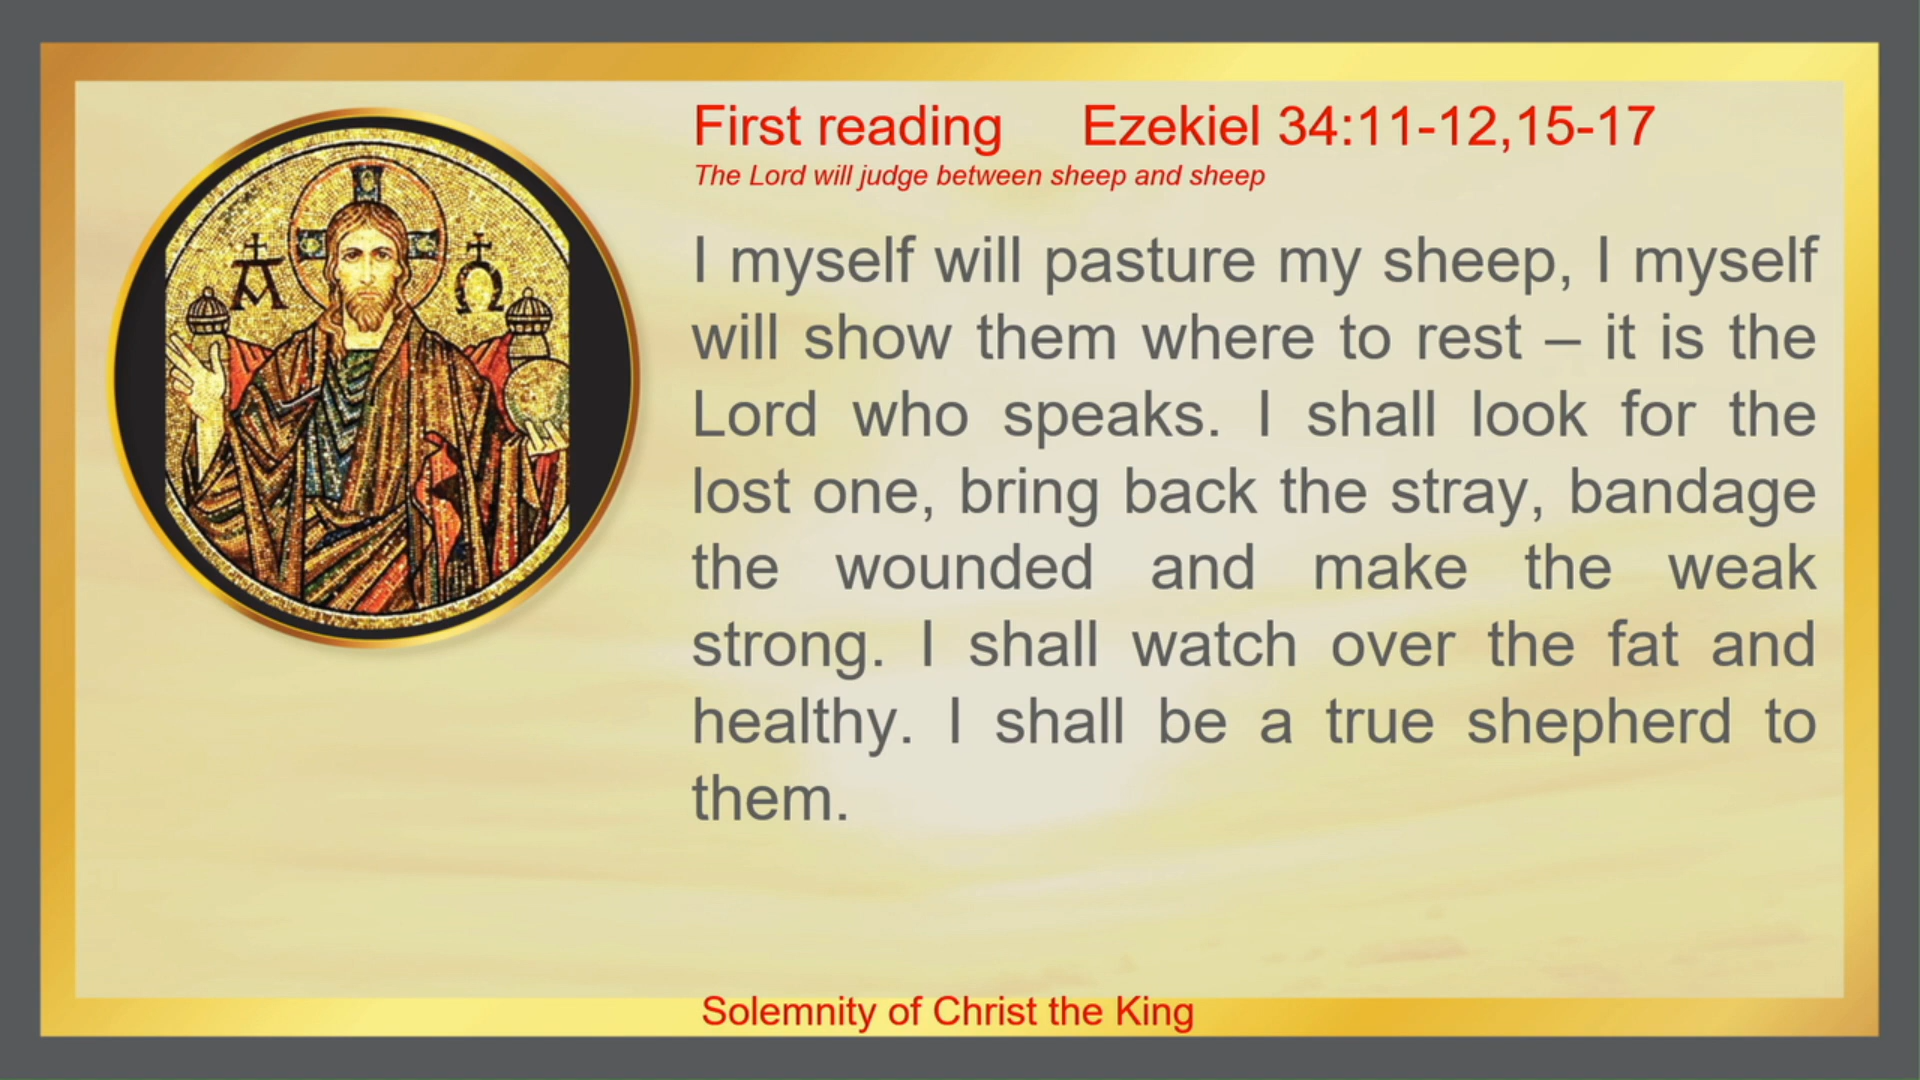 First reading Ezekiel 34:11-12,15-17
The Lord will judge between sheep and sheep
Α Ω
I myself will pasture my sheep, I myself
will show them where to rest – it is the
Lord who speaks. I shall look for the
lost one, bring back the stray, bandage
the wounded and make the weak
strong. I shall watch over the fat and
healthy. I shall be a true shepherd to
them.
Solemnity of Christ the King